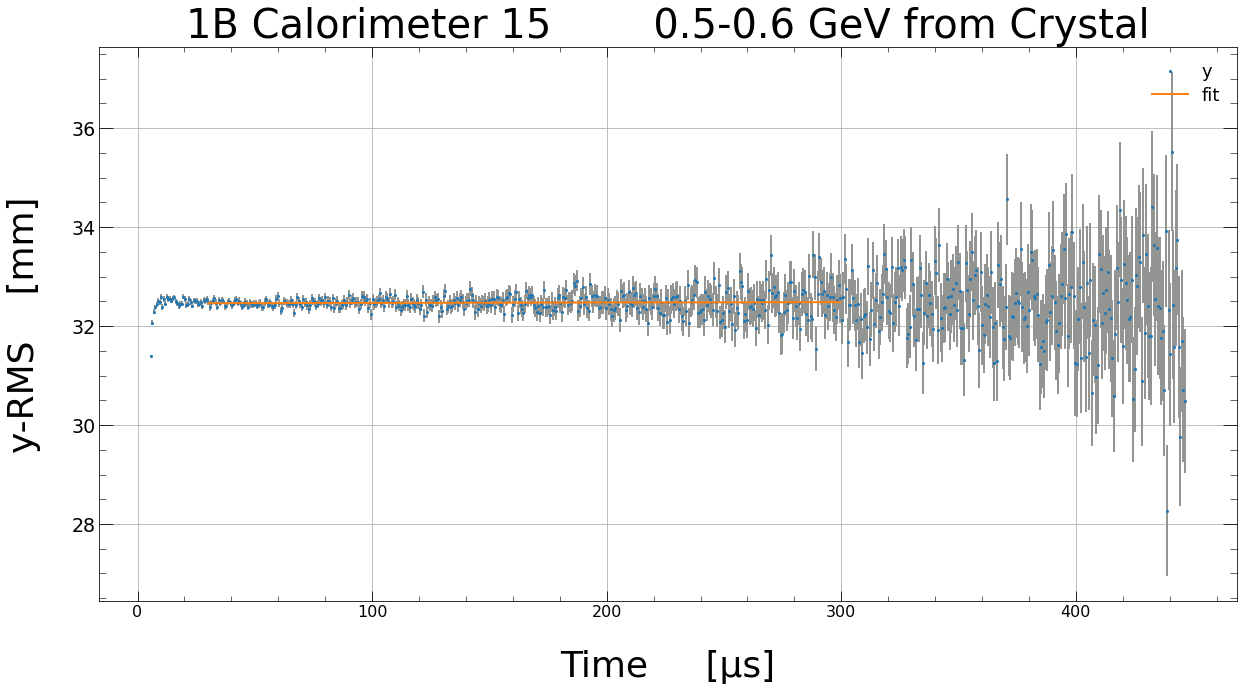 1B Calorimeter 15 0.5-0.6 GeV from Crystal
y
fit
y-RMS [mm]
36
34
32
30
28
0 100 200 300 400
Time [μs]